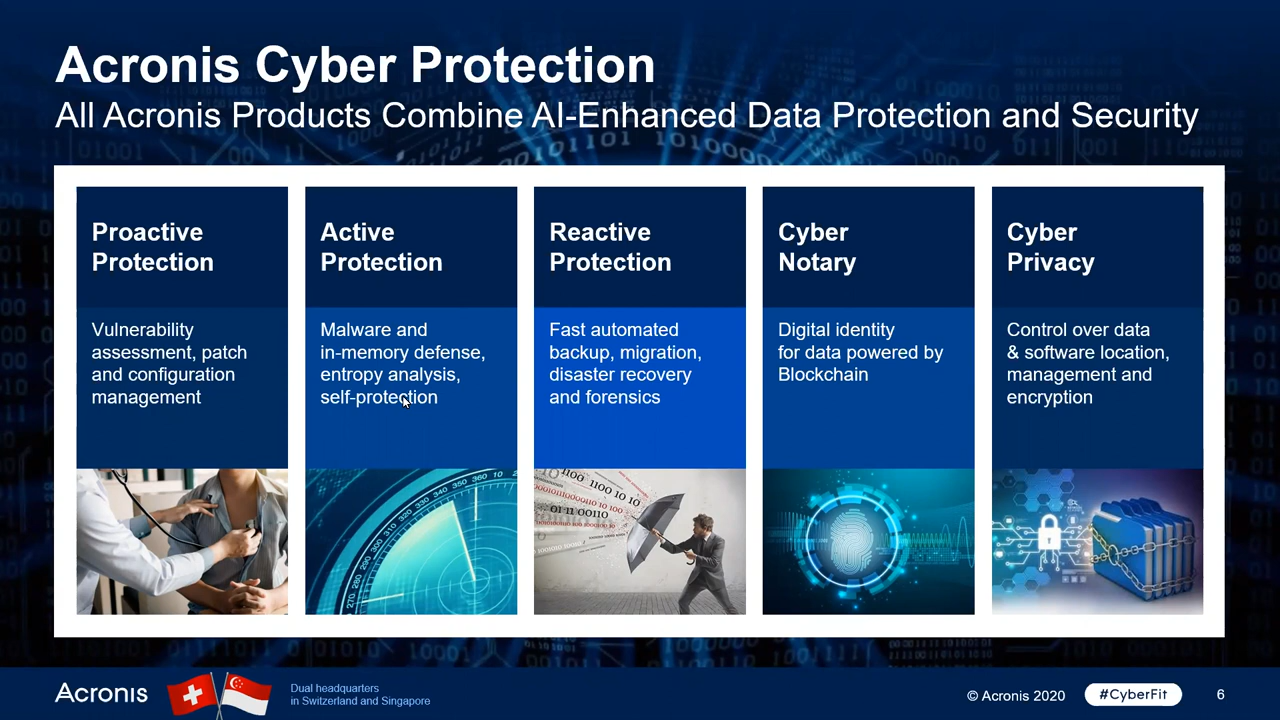 Acronis Cyber Protection
All Acronis Products Combine AI-Enhanced Data Protection and Security
Proactive
Protection
Vulnerability
assessment, patch
and configuration
management
Active
Protection
Malware and
in-memory defense,
entropy analysis,
self-protection
Reactive
Protection
Fast automated
backup, migration,
disaster recovery
and forensics
Cyber
Notary
Digital identity
for data powered by
Blockchain
Cyber
Privacy
Control over data
& software location,
management and
encryption
Acronis
Dual headquarters
in Switzerland and Singapore
© Acronis 2020
#CyberFit
6